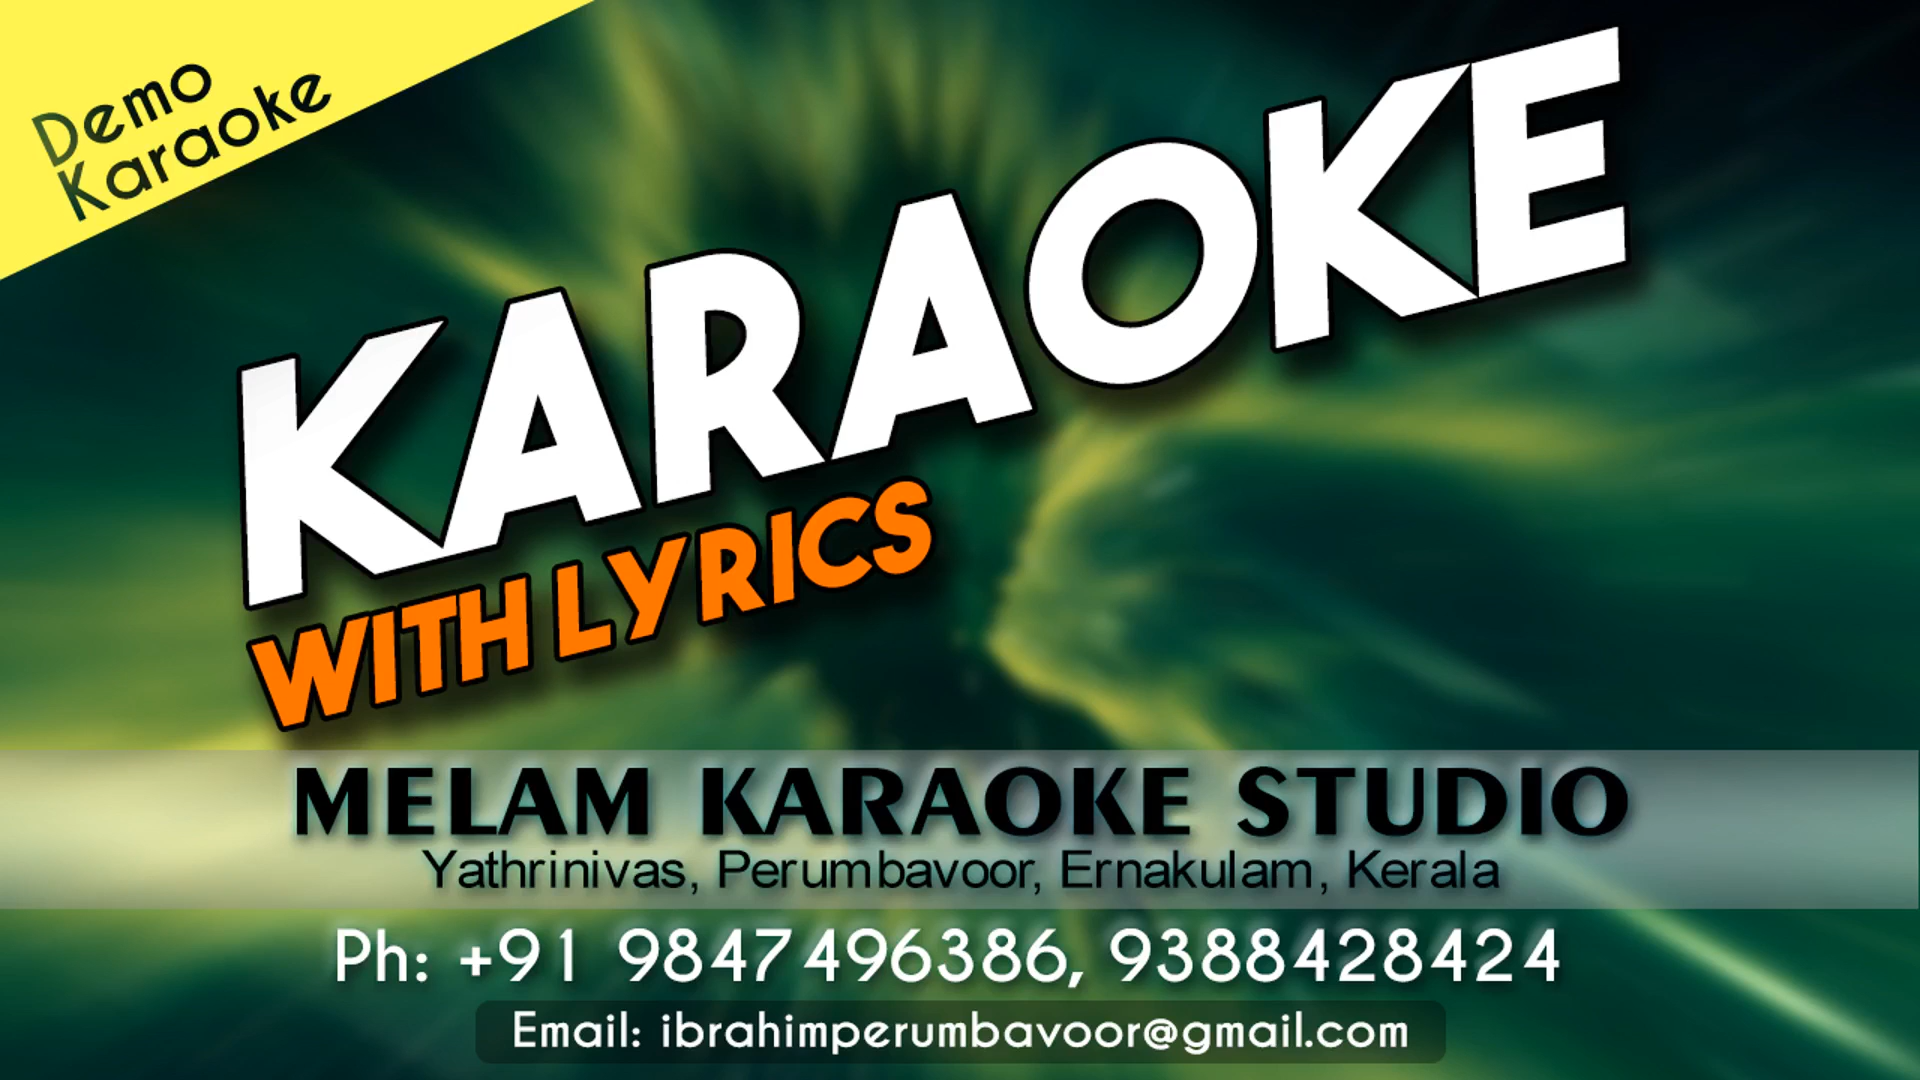 Demo
Karaoke
KARAOKE
WITH LYRICS
MELAM KARAOKE STUDIO
Yathrinivas, Perumbavoor, Ernakulam, Kerala
Ph: +91 9847496386, 9388428424
Email: ibrahimperumbavoor@gmail.com